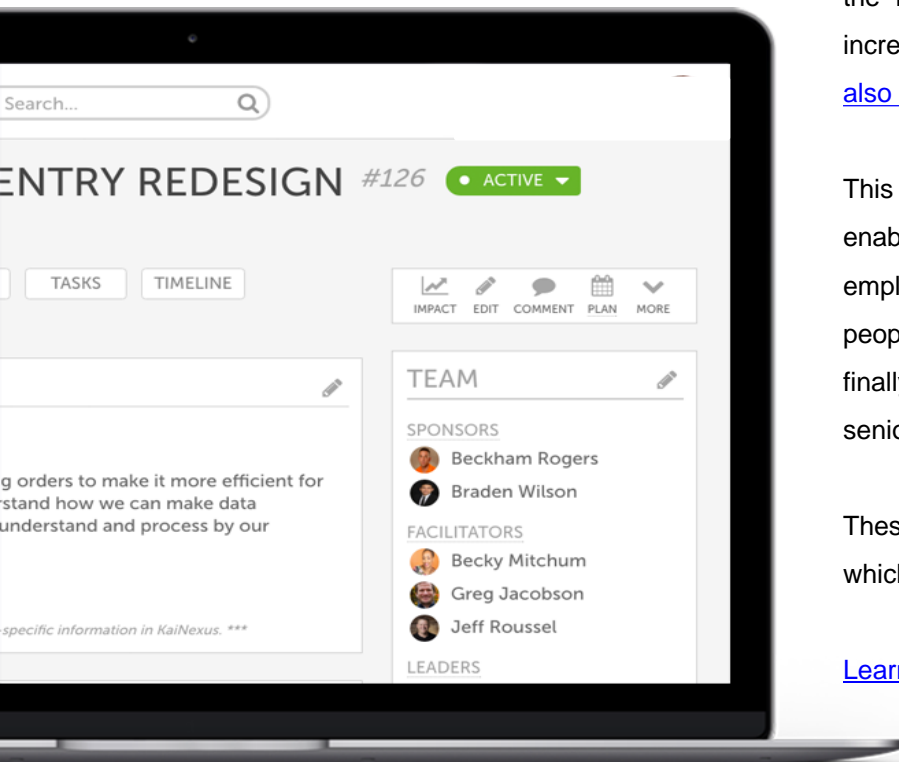 Search...
ENTRY REDESIGN #126 ACTIVE
TASKS TIMELINE
IMPACT EDIT COMMENT PLAN MORE
TEAM
SPONSORS
Beckham Rogers
Braden Wilson
g orders to make it more efficient for
rstand how we can make data
understand and process by our
FACILITATORS
Becky Mitchum
Greg Jacobson
Jeff Roussel
-specific information in KaiNexus. ***
LEADERS
the
incre
also
This
enab
empl
peop
finall
senio
Thes
which
Learn